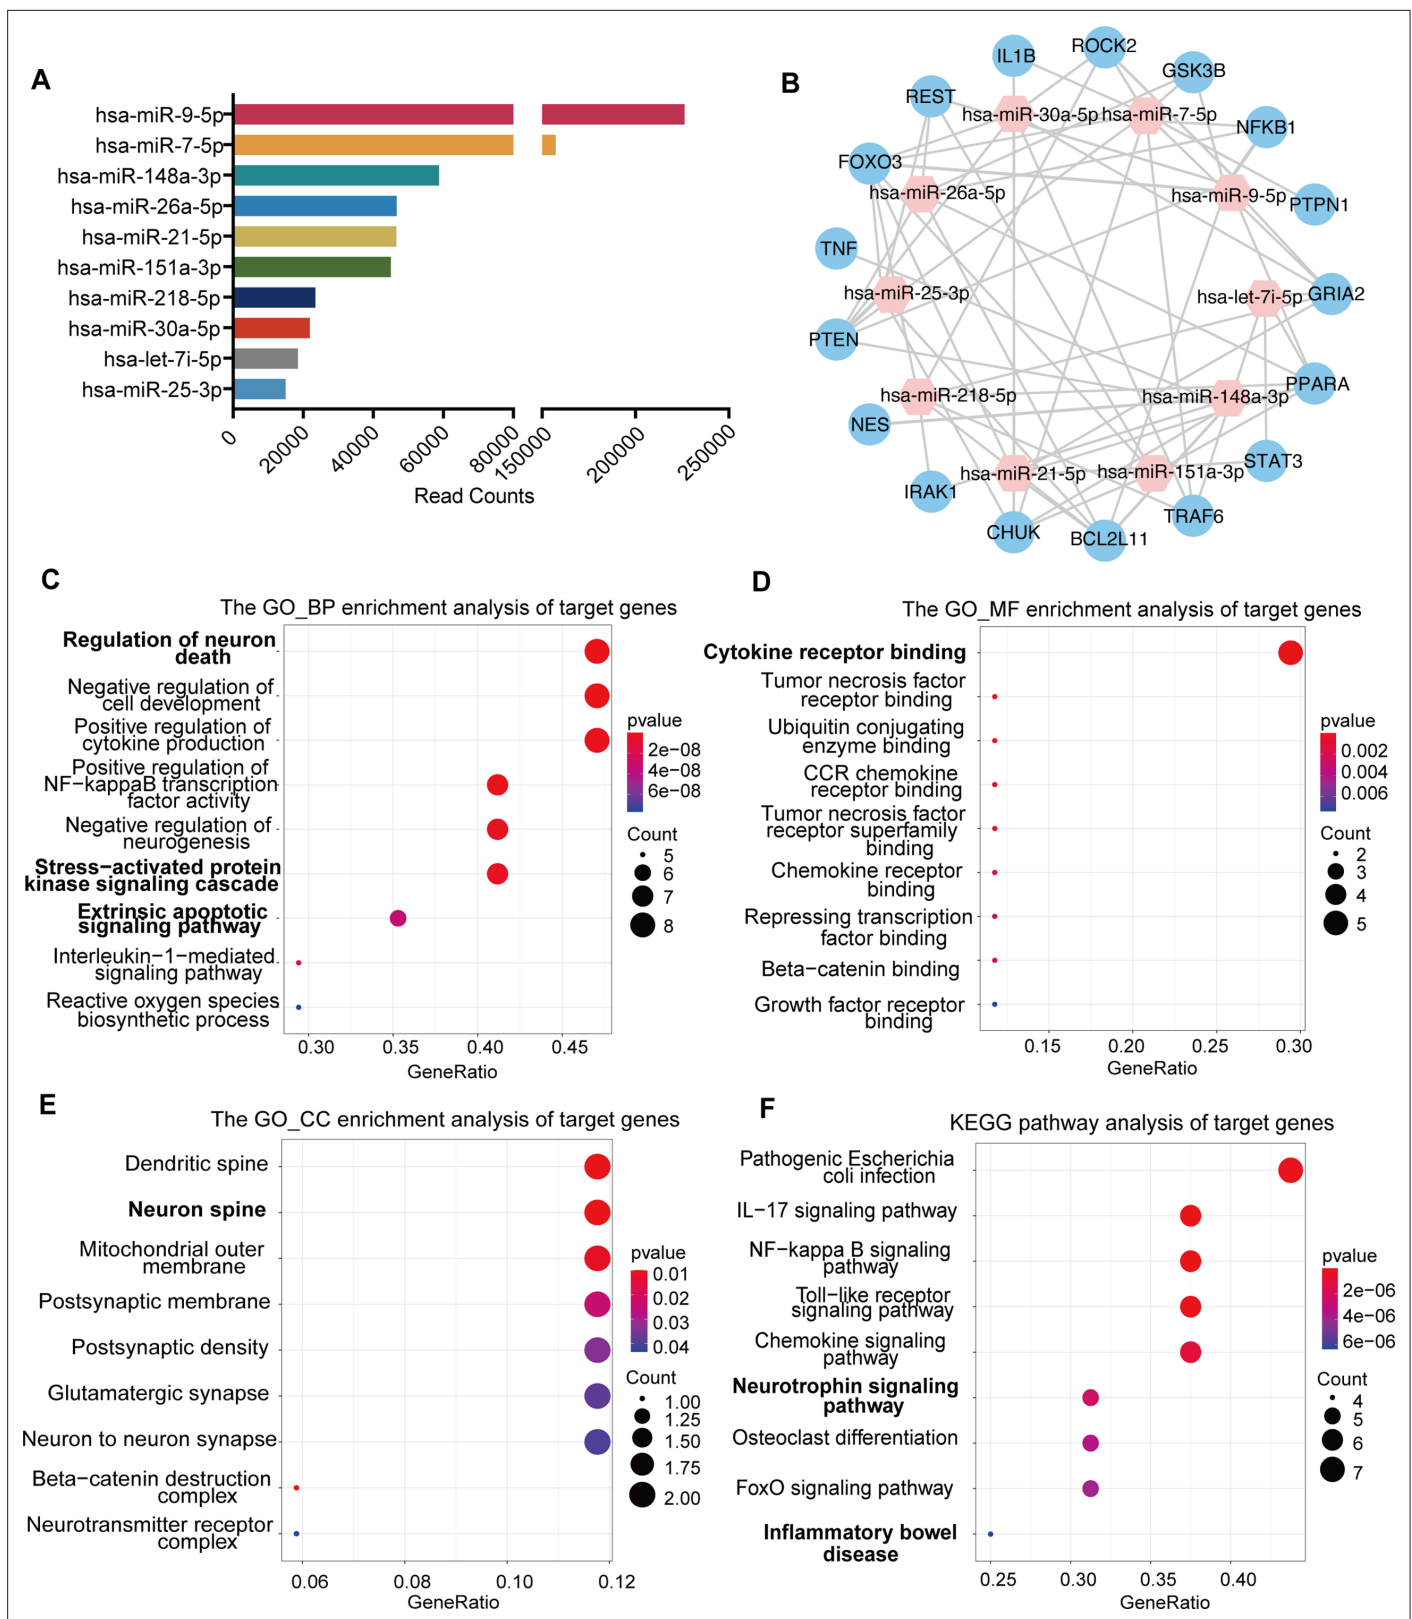 A
hsa-miR-9-5p
hsa-miR-7-5p
hsa-miR-148a-3p
hsa-miR-26a-5p
hsa-miR-21-5p
hsa-miR-151a-3p
hsa-miR-218-5p
hsa-miR-30a-5p
hsa-let-7i-5p
hsa-miR-25-3p
0
20000
40000
60000
80000
150000
200000
250000
Read Counts
B
ROCK2
IL1B
GSK3B
REST
hsa-miR-30a-5p
hsa-miR-7-5p
NFKB1
FOXO3
hsa-miR-26a-5p
hsa-miR-9-5p
PTPN1
TNF
hsa-miR-25-3p
hsa-let-7i-5p
GRIA2
PTEN
PPARA
hsa-miR-218-5p
hsa-miR-148a-3p
NES
STAT3
hsa-miR-21-5p
hsa-miR-151a-3p
IRAK1
TRAF6
CHUK
BCL2L11
C
The GO_BP enrichment analysis of target genes
Regulation of neuron
death
Negative regulation of
cell development
Positive regulation of
cytokine production
Positive regulation of
NF−kappaB transcription
factor activity
Negative regulation of
neurogenesis
Stress−activated protein
kinase signaling cascade
Extrinsic apoptotic
signaling pathway
Interleukin−1−mediated
signaling pathway
Reactive oxygen species
biosynthetic process
0.30
0.35
0.40
0.45
GeneRatio
pvalue
2e−08
4e−08
6e−08
Count
5
6
7
8
D
The GO_MF enrichment analysis of target genes
Cytokine receptor binding
Tumor necrosis factor
receptor binding
Ubiquitin conjugating
enzyme binding
CCR chemokine
receptor binding
Tumor necrosis factor
receptor superfamily
binding
Chemokine receptor
binding
Repressing transcription
factor binding
Beta−catenin binding
Growth factor receptor
binding
0.15
0.20
0.25
0.30
GeneRatio
pvalue
0.002
0.004
0.006
Count
2
3
4
5
E
The GO_CC enrichment analysis of target genes
Dendritic spine
Neuron spine
Mitochondrial outer
membrane
Postsynaptic membrane
Postsynaptic density
Glutamatergic synapse
Neuron to neuron synapse
Beta−catenin destruction
complex
Neurotransmitter receptor
complex
0.06
0.08
0.10
0.12
GeneRatio
pvalue
0.01
0.02
0.03
0.04
Count
1.00
1.25
1.50
1.75
2.00
F
KEGG pathway analysis of target genes
Pathogenic Escherichia
coli infection
IL−17 signaling pathway
NF−kappa B signaling
pathway
Toll−like receptor
signaling pathway
Chemokine signaling
pathway
Neurotrophin signaling
pathway
Osteoclast differentiation
FoxO signaling pathway
Inflammatory bowel
disease
0.25
0.30
0.35
0.40
GeneRatio
pvalue
2e−06
4e−06
6e−06
Count
4
5
6
7